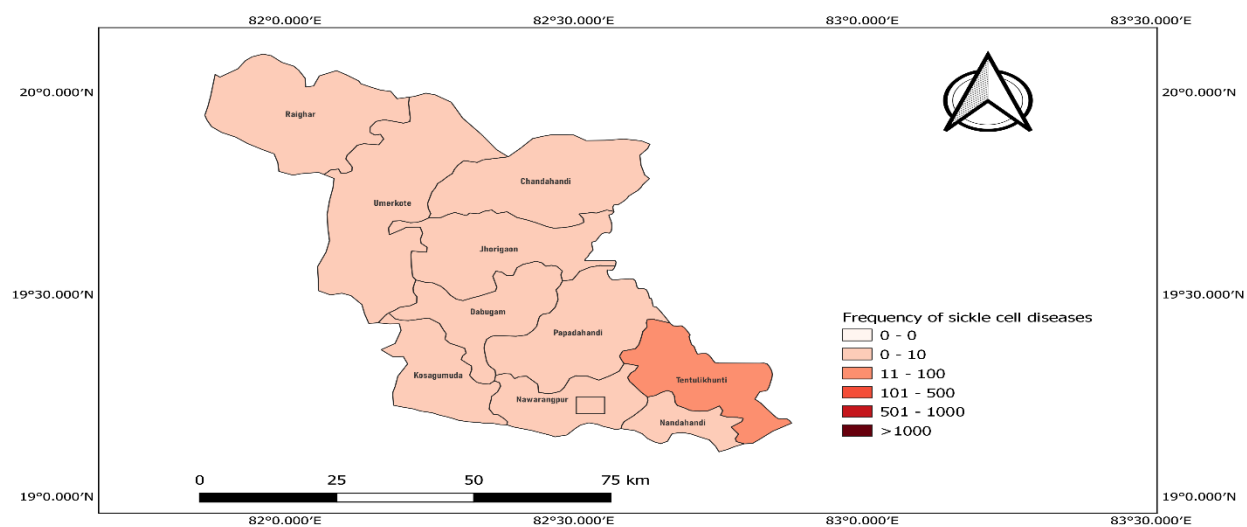 82°0.000′E 82°30.000′E 83°0.000′E 83°30.000′E
20°0.000′N 20°0.000′N
Raighar
Chandahandi
Umerkote
Jhorigaon
19°30.000′N 19°30.000′N
Dabugam
Frequency of sickle cell diseases
Papadahandi
0 - 0
0 - 10
Kosagumuda
11 - 100
Tentulikhunti
101 - 500
Nawarangpur
501 - 1000
Nandahandi
>1000
0 25 50 75 km
19°0.000′N 19°0.000′N
82°0.000′E 82°30.000′E 83°0.000′E 83°30.000′E